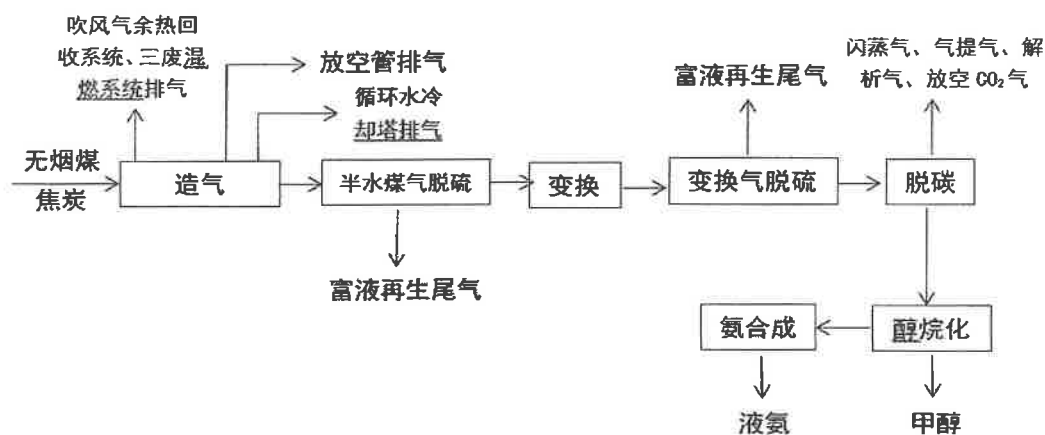 吹风气余热回
收系统、三废混
燃系统排气
放空管排气
循环水冷
却塔排气
富液再生尾气
闪蒸气、气提气、解
析气、放空 CO₂气
无烟煤
焦炭
造气
半水煤气脱硫
变换
变换气脱硫
脱碳
富液再生尾气
氨合成
醇烷化
液氨
甲醇